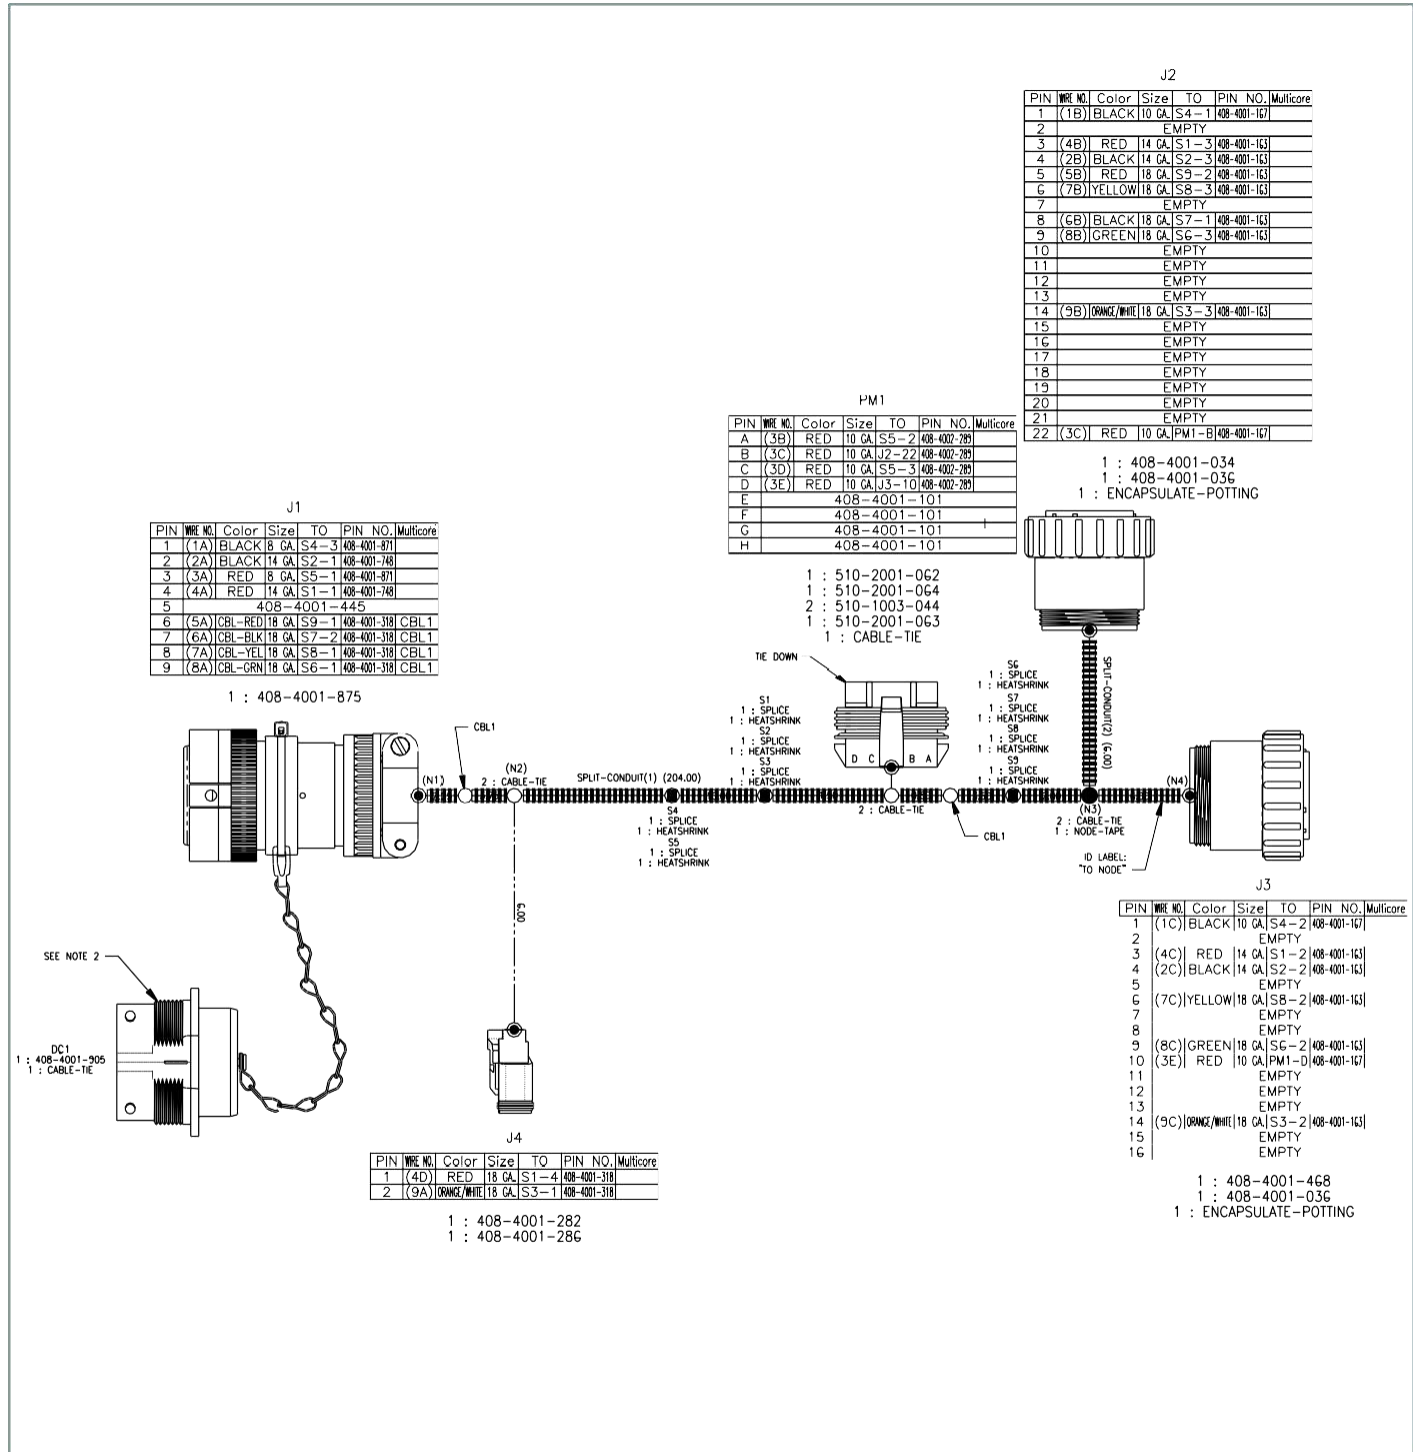 J2
PIN WIRE NO. Color Size TO PIN NO. Multicore
1 (1B) BLACK 10 GA. S4-1 408-4001-167
2 EMPTY
3 (4B) RED 14 GA. S1-3 408-4001-163
4 (2B) BLACK 14 GA. S2-3 408-4001-163
5 (5B) RED 18 GA. S9-2 408-4001-163
6 (7B) YELLOW 18 GA. S8-3 408-4001-163
7 EMPTY
8 (6B) BLACK 18 GA. S7-1 408-4001-163
9 (8B) GREEN 18 GA. S6-3 408-4001-163
10 EMPTY
11 EMPTY
12 EMPTY
13 EMPTY
14 (9B) ORANGE/WHITE 18 GA. S3-3 408-4001-163
15 EMPTY
16 EMPTY
17 EMPTY
18 EMPTY
19 EMPTY
20 EMPTY
21 EMPTY
22 (3C) RED 10 GA. PM1-B 408-4001-167
1 : 408-4001-034
1 : 408-4001-036
1 : ENCAPSULATE-POTTING
PM1
PIN WIRE NO. Color Size TO PIN NO. Multicore
A (3B) RED 10 GA. S5-2 408-4002-289
B (3C) RED 10 GA. J2-22 408-4002-289
C (3D) RED 10 GA. S5-3 408-4002-289
D (3E) RED 10 GA. J3-10 408-4002-289
E 408-4001-101
F 408-4001-101
G 408-4001-101
H 408-4001-101
1 : 510-2001-062
1 : 510-2001-064
2 : 510-1003-044
1 : 510-2001-063
1 : CABLE-TIE
J1
PIN WIRE NO. Color Size TO PIN NO. Multicore
1 (1A) BLACK 8 GA. S4-3 408-4001-871
2 (2A) BLACK 14 GA. S2-1 408-4001-748
3 (3A) RED 8 GA. S5-1 408-4001-871
4 (4A) RED 14 GA. S1-1 408-4001-748
5 408-4001-445
6 (5A) CBL-RED 18 GA. S9-1 408-4001-318 CBL1
7 (6A) CBL-BLK 18 GA. S7-2 408-4001-318 CBL1
8 (7A) CBL-YEL 18 GA. S8-1 408-4001-318 CBL1
9 (8A) CBL-GRN 18 GA. S6-1 408-4001-318 CBL1
1 : 408-4001-875
TIE DOWN
D C B A
S1
1 : SPLICE
1 : HEATSHRINK
S2
1 : SPLICE
1 : HEATSHRINK
S3
1 : SPLICE
1 : HEATSHRINK
S6
1 : SPLICE
1 : HEATSHRINK
S7
1 : SPLICE
1 : HEATSHRINK
S8
1 : SPLICE
1 : HEATSHRINK
S9
1 : SPLICE
1 : HEATSHRINK
SPLIT-CONDUIT(2) (6.00)
CBL1
(N1)
(N2)
2 : CABLE-TIE
SPLIT-CONDUIT(1) (204.00)
S4
1 : SPLICE
1 : HEATSHRINK
S5
1 : SPLICE
1 : HEATSHRINK
2 : CABLE-TIE
CBL1
(N3)
2 : CABLE-TIE
1 : NODE-TAPE
(N4)
ID LABEL:
"TO NODE"
6.00
SEE NOTE 2
DC1
1 : 408-4001-905
1 : CABLE-TIE
J3
PIN WIRE NO. Color Size TO PIN NO. Multicore
1 (1C) BLACK 10 GA. S4-2 408-4001-167
2 EMPTY
3 (4C) RED 14 GA. S1-2 408-4001-163
4 (2C) BLACK 14 GA. S2-2 408-4001-163
5 EMPTY
6 (7C) YELLOW 18 GA. S8-2 408-4001-163
7 EMPTY
8 EMPTY
9 (8C) GREEN 18 GA. S6-2 408-4001-163
10 (3E) RED 10 GA. PM1-D 408-4001-167
11 EMPTY
12 EMPTY
13 EMPTY
14 (9C) ORANGE/WHITE 18 GA. S3-2 408-4001-163
15 EMPTY
16 EMPTY
1 : 408-4001-468
1 : 408-4001-036
1 : ENCAPSULATE-POTTING
J4
PIN WIRE NO. Color Size TO PIN NO. Multicore
1 (4D) RED 18 GA. S1-4 408-4001-318
2 (9A) ORANGE/WHITE 18 GA. S3-1 408-4001-318
1 : 408-4001-282
1 : 408-4001-286